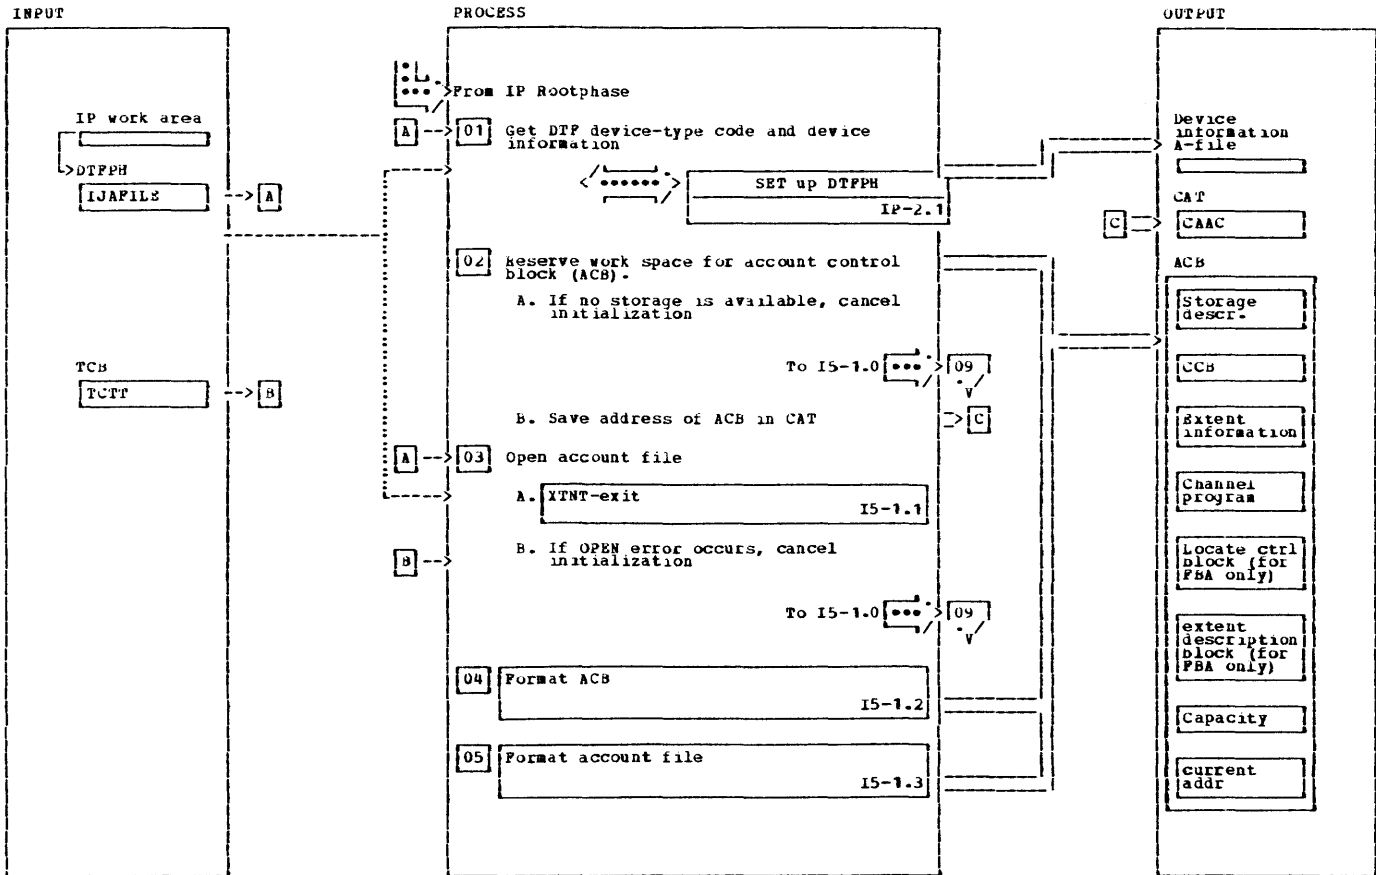 INPUT
PROCESS
OUTPUT
From IP Rootphase
IP work area
DTFPH
IJAFILE
A
A
01
Get DTF device-type code and device
information
SET up DTFPH
IP-2.1
Device
information
A-file
CAT
CAAC
C
02
Reserve work space for account control
block (ACB).
A. If no storage is available, cancel
initialization
ACB
Storage
descr.
To I5-1.0
09
CCB
TCB
TCTT
B
B. Save address of ACB in CAT
C
Extent
information
A
03
Open account file
A.
XTNT-exit
I5-1.1
Channel
program
B
B. If OPEN error occurs, cancel
initialization
Locate ctrl
block (for
FBA only)
To I5-1.0
09
extent
description
block (for
FBA only)
04
Format ACB
I5-1.2
Capacity
05
Format account file
I5-1.3
current
addr